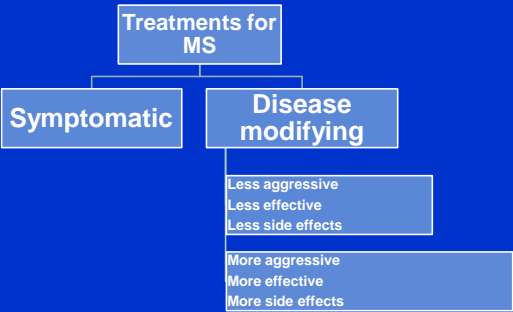 Treatments for
MS
Symptomatic
Disease
modifying
Less aggressive
Less effective
Less side effects
More aggressive
More effective
More side effects